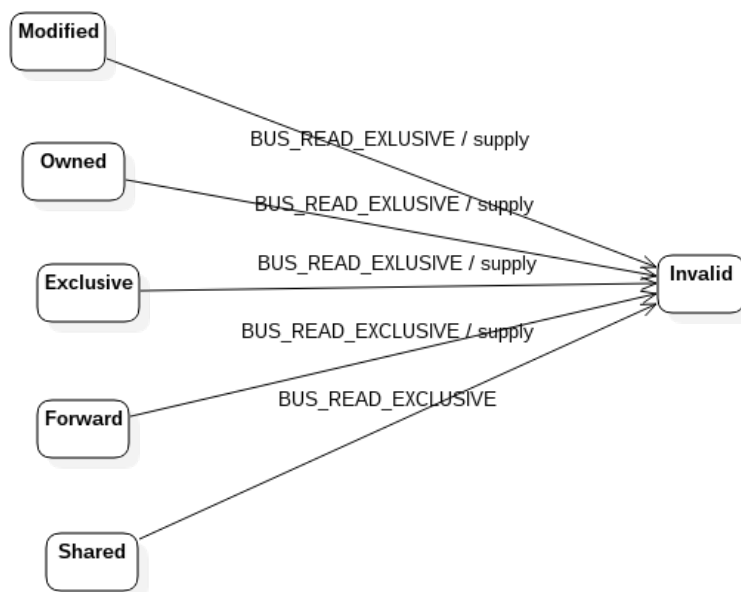 Modified
BUS_READ_EXLUSIVE / supply
Owned
BUS_READ_EXLUSIVE / supply
Exclusive
BUS_READ_EXLUSIVE / supply
Invalid
BUS_READ_EXCLUSIVE / supply
Forward
BUS_READ_EXCLUSIVE
Shared